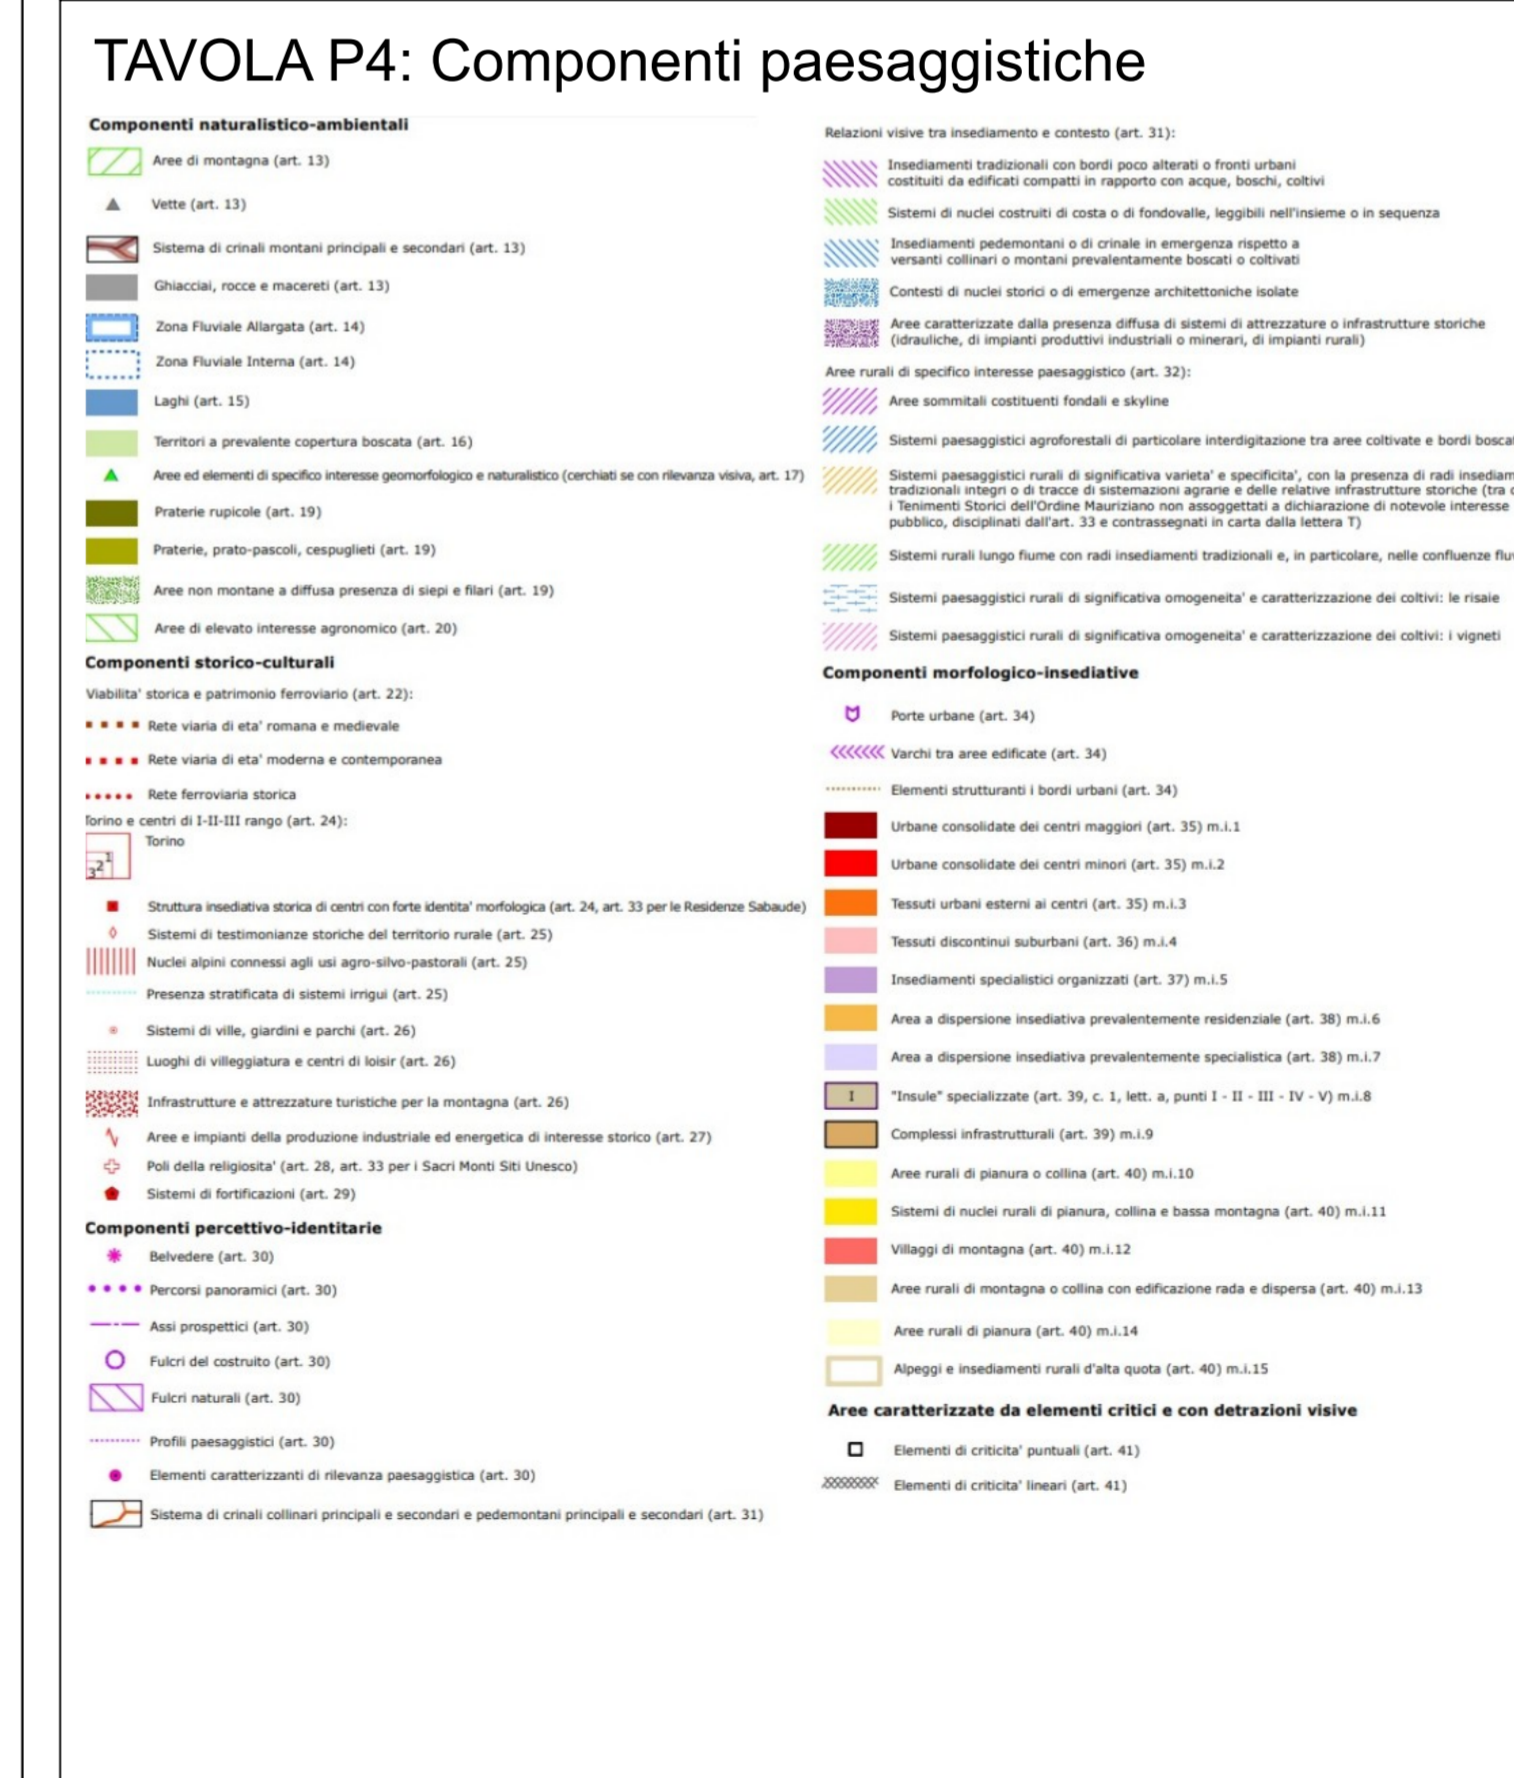 TAVOLA P4: Componenti paesaggistiche
Componenti naturalistico-ambientali
Aree di montagna (art. 13)
Vette (art. 13)
Sistema di crinali montani principali e secondari (art. 13)
Ghiacciai, rocce e macereti (art. 13)
Zona Fluviale Allargata (art. 14)
Zona Fluviale Interna (art. 14)
Laghi (art. 15)
Territori a prevalente copertura boscata (art. 16)
Aree ed elementi di specifico interesse geomorfologico e naturalistico (cerchiati se con rilevanza visiva, art. 17)
Praterie rupicole (art. 19)
Praterie, prato-pascoli, cespuglieti (art. 19)
Aree non montane a diffusa presenza di siepi e filari (art. 19)
Aree di elevato interesse agronomico (art. 20)
Componenti storico-culturali
Viabilita' storica e patrimonio ferroviario (art. 22):
Rete viaria di eta' romana e medievale
Rete viaria di eta' moderna e contemporanea
Rete ferroviaria storica
Torino e centri di I-II-III rango (art. 24):
Torino
3 2 1
Struttura insediativa storica di centri con forte identita' morfologica (art. 24, art. 33 per le Residenze Sabaude)
Sistemi di testimonianze storiche del territorio rurale (art. 25)
Nuclei alpini connessi agli usi agro-silvo-pastorali (art. 25)
Presenza stratificata di sistemi irrigui (art. 25)
Sistemi di ville, giardini e parchi (art. 26)
Luoghi di villeggiatura e centri di loisir (art. 26)
Infrastrutture e attrezzature turistiche per la montagna (art. 26)
Aree e impianti della produzione industriale ed energetica di interesse storico (art. 27)
Poli della religiosita' (art. 28, art. 33 per i Sacri Monti Siti Unesco)
Sistemi di fortificazioni (art. 29)
Componenti percettivo-identitarie
Belvedere (art. 30)
Percorsi panoramici (art. 30)
Assi prospettici (art. 30)
Fulcri del costruito (art. 30)
Fulcri naturali (art. 30)
Profili paesaggistici (art. 30)
Elementi caratterizzanti di rilevanza paesaggistica (art. 30)
Sistema di crinali collinari principali e secondari e pedemontani principali e secondari (art. 31)
Relazioni visive tra insediamento e contesto (art. 31):
Insediamenti tradizionali con bordi poco alterati o fronti urbani
costituiti da edificati compatti in rapporto con acque, boschi, coltivi
Sistemi di nuclei costruiti di costa o di fondovalle, leggibili nell'insieme o in sequenza
Insediamenti pedemontani o di crinale in emergenza rispetto a
versanti collinari o montani prevalentemente boscati o coltivati
Contesti di nuclei storici o di emergenze architettoniche isolate
Aree caratterizzate dalla presenza diffusa di sistemi di attrezzature o infrastrutture storiche
(idrauliche, di impianti produttivi industriali o minerari, di impianti rurali)
Aree rurali di specifico interesse paesaggistico (art. 32):
Aree sommitali costituenti fondali e skyline
Sistemi paesaggistici agroforestali di particolare interdigitazione tra aree coltivate e bordi
Sistemi paesaggistici rurali di significativa varieta' e specificita', con la presenza di radi
tradizionali integri o di tracce di sistemazioni agrarie e delle relative infrastrutture storiche (tra
i Tenimenti Storici dell'Ordine Mauriziano non assoggettati a dichiarazione di notevole interesse
pubblico, disciplinati dall'art. 33 e contrassegnati in carta dalla lettera T)
Sistemi rurali lungo fiume con radi insediamenti tradizionali e, in particolare, nelle confluenze
Sistemi paesaggistici rurali di significativa omogeneita' e caratterizzazione dei coltivi: le risaie
Sistemi paesaggistici rurali di significativa omogeneita' e caratterizzazione dei coltivi: i vigneti
Componenti morfologico-insediative
Porte urbane (art. 34)
Varchi tra aree edificate (art. 34)
Elementi strutturanti i bordi urbani (art. 34)
Urbane consolidate dei centri maggiori (art. 35) m.i.1
Urbane consolidate dei centri minori (art. 35) m.i.2
Tessuti urbani esterni ai centri (art. 35) m.i.3
Tessuti discontinui suburbani (art. 36) m.i.4
Insediamenti specialistici organizzati (art. 37) m.i.5
Area a dispersione insediativa prevalentemente residenziale (art. 38) m.i.6
Area a dispersione insediativa prevalentemente specialistica (art. 38) m.i.7
I "Insule" specializzate (art. 39, c. 1, lett. a, punti I - II - III - IV - V) m.i.8
Complessi infrastrutturali (art. 39) m.i.9
Aree rurali di pianura o collina (art. 40) m.i.10
Sistemi di nuclei rurali di pianura, collina e bassa montagna (art. 40) m.i.11
Villaggi di montagna (art. 40) m.i.12
Aree rurali di montagna o collina con edificazione rada e dispersa (art. 40) m.i.13
Aree rurali di pianura (art. 40) m.i.14
Alpeggi e insediamenti rurali d'alta quota (art. 40) m.i.15
Aree caratterizzate da elementi critici e con detrazioni visive
Elementi di criticita' puntuali (art. 41)
Elementi di criticita' lineari (art. 41)